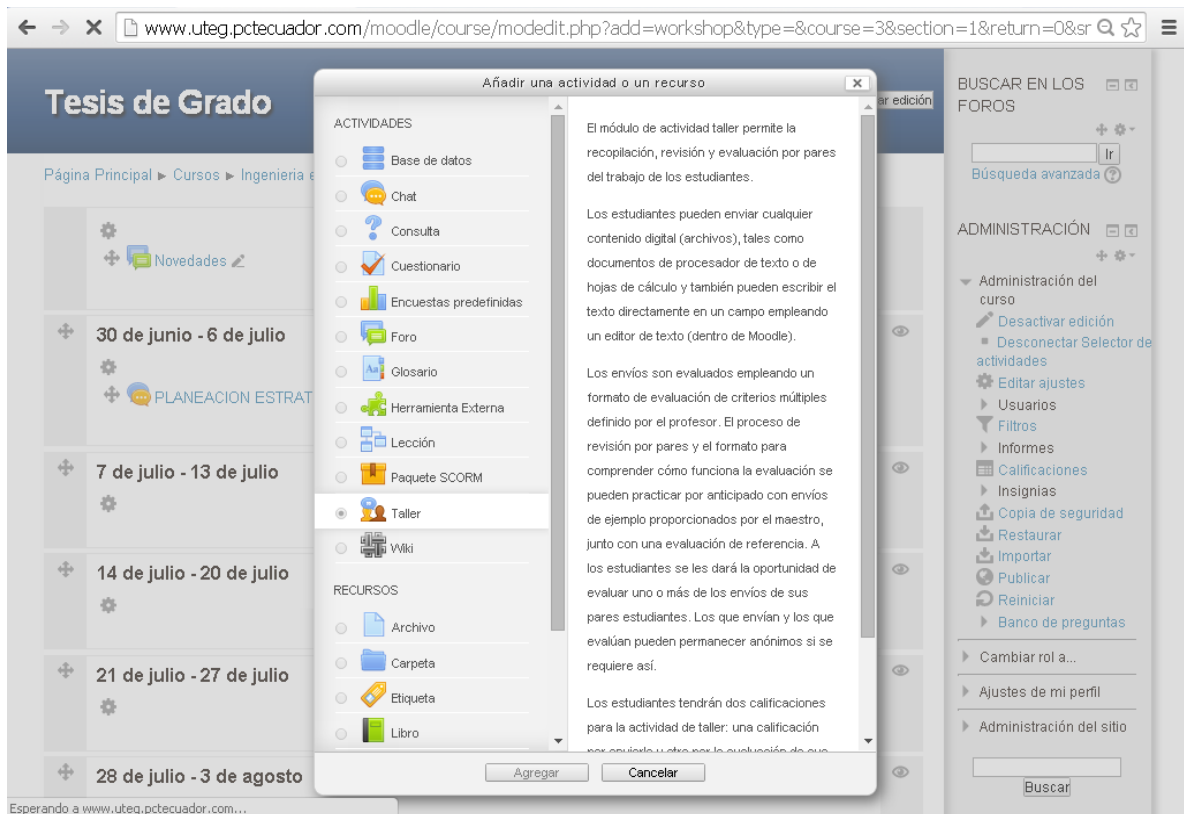 www.uteg.pctecuador.com/moodle/course/modedit.php?add=workshop&type=&course=3&section=1&return=0&sr
Tesis de Grado
ar edición
Página Principal ► Cursos ► Ingenieria e
Novedades
30 de junio - 6 de julio
PLANEACION ESTRAT
7 de julio - 13 de julio
14 de julio - 20 de julio
21 de julio - 27 de julio
28 de julio - 3 de agosto
Esperando a www.uteg.pctecuador.com...
Añadir una actividad o un recurso
ACTIVIDADES
Base de datos
Chat
Consulta
Cuestionario
Encuestas predefinidas
Foro
Glosario
Herramienta Externa
Lección
Paquete SCORM
Taller
Wiki
RECURSOS
Archivo
Carpeta
Etiqueta
Libro
El módulo de actividad taller permite la
recopilación, revisión y evaluación por pares
del trabajo de los estudiantes.
Los estudiantes pueden enviar cualquier
contenido digital (archivos), tales como
documentos de procesador de texto o de
hojas de cálculo y también pueden escribir el
texto directamente en un campo empleando
un editor de texto (dentro de Moodle).
Los envíos son evaluados empleando un
formato de evaluación de criterios múltiples
definido por el profesor. El proceso de
revisión por pares y el formato para
comprender cómo funciona la evaluación se
pueden practicar por anticipado con envíos
de ejemplo proporcionados por el maestro,
junto con una evaluación de referencia. A
los estudiantes se les dará la oportunidad de
evaluar uno o más de los envíos de sus
pares estudiantes. Los que envían y los que
evalúan pueden permanecer anónimos si se
requiere así.
Los estudiantes tendrán dos calificaciones
para la actividad de taller: una calificación
por enviarlo y otra por la evaluación de sus
Agregar
Cancelar
BUSCAR EN LOS
FOROS
Ir
Búsqueda avanzada
ADMINISTRACIÓN
Administración del
curso
Desactivar edición
Desconectar Selector de
actividades
Editar ajustes
Usuarios
Filtros
Informes
Calificaciones
Insignias
Copia de seguridad
Restaurar
Importar
Publicar
Reiniciar
Banco de preguntas
Cambiar rol a...
Ajustes de mi perfil
Administración del sitio
Buscar